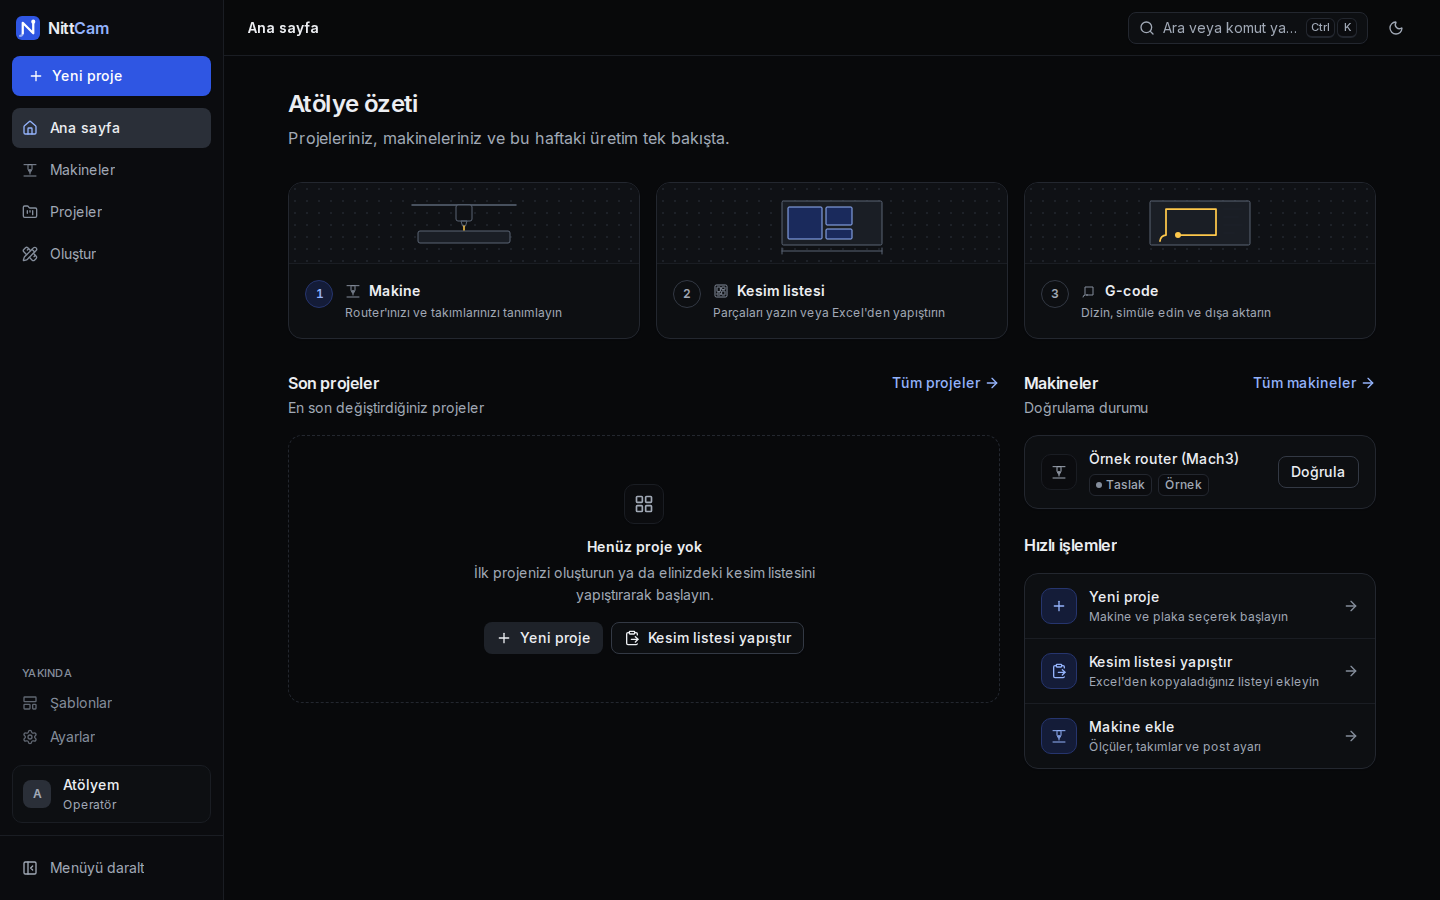 NittCam
Yeni proje
Ana sayfa
Makineler
Projeler
Oluştur
YAKINDA
Şablonlar
Ayarlar
A
Atölyem
Operatör
Menüyü daralt
Ana sayfa
Ara veya komut ya... Ctrl K
Atölye özeti
Projeleriniz, makineleriniz ve bu haftaki üretim tek bakışta.
1 Makine
Router'ınızı ve takımlarınızı tanımlayın
2 Kesim listesi
Parçaları yazın veya Excel'den yapıştırın
3 G-code
Dizin, simüle edin ve dışa aktarın
Son projeler
Tüm projeler
En son değiştirdiğiniz projeler
Henüz proje yok
İlk projenizi oluşturun ya da elinizdeki kesim listesini
yapıştırarak başlayın.
Yeni proje Kesim listesi yapıştır
Makineler
Tüm makineler
Doğrulama durumu
Örnek router (Mach3)
Taslak Örnek
Doğrula
Hızlı işlemler
Yeni proje
Makine ve plaka seçerek başlayın
Kesim listesi yapıştır
Excel'den kopyaladığınız listeyi ekleyin
Makine ekle
Ölçüler, takımlar ve post ayarı